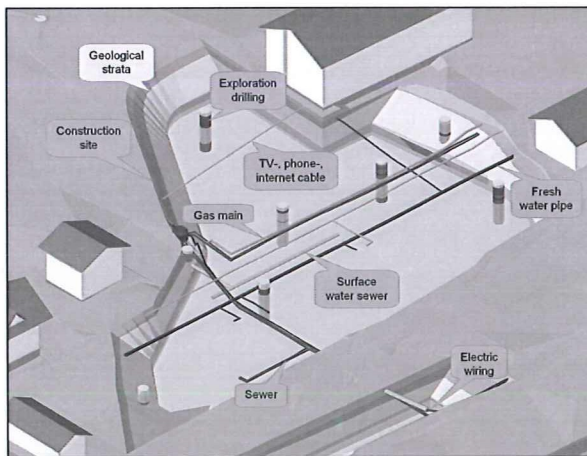 Geological
strata
Exploration
drilling
Construction
site
TV-, phone-,
internet cable
Gas main
Fresh
water pipe
Surface
water sewer
Electric
wiring
Sewer